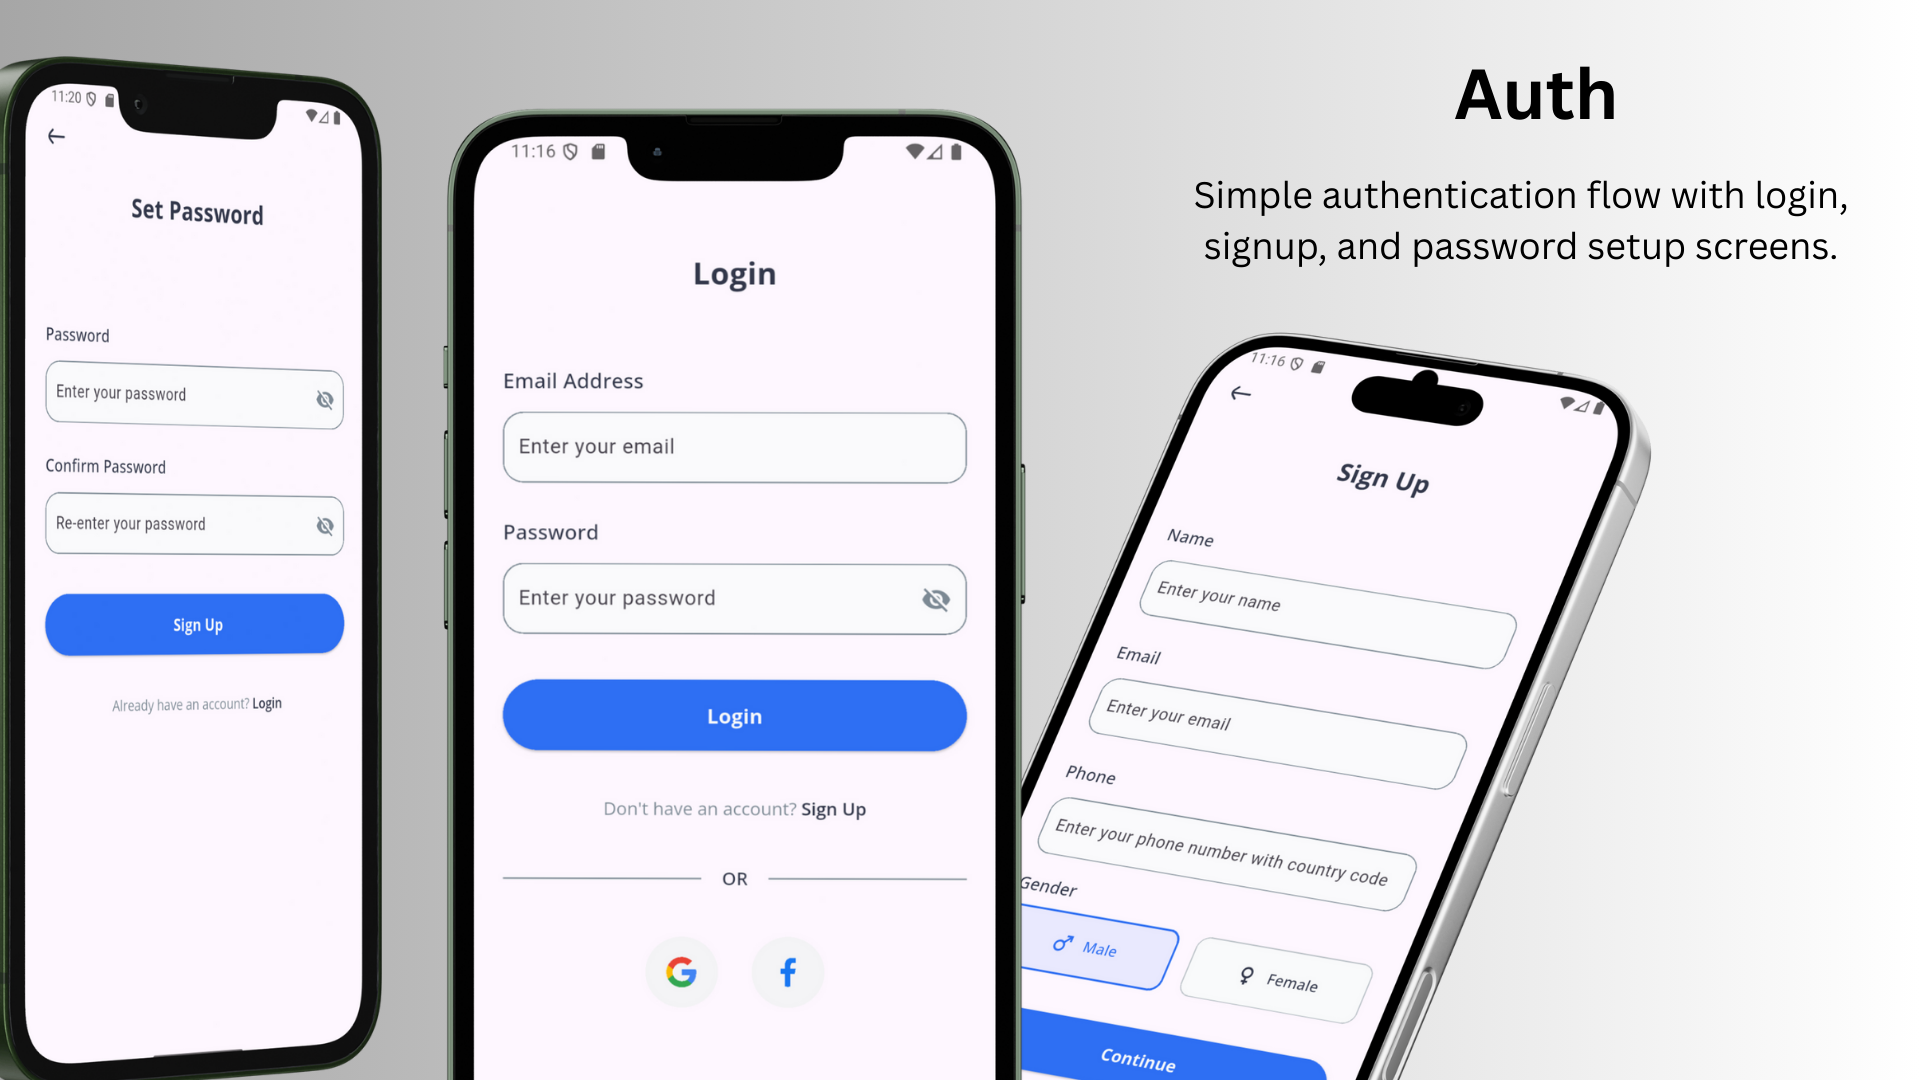 Auth
Simple authentication flow with login,
signup, and password setup screens.
11:20
Set Password
Password
Enter your password
Confirm Password
Re-enter your password
Sign Up
Already have an account? Login
11:16
Login
Email Address
Enter your email
Password
Enter your password
Login
Don't have an account? Sign Up
OR
11:16
Sign Up
Name
Enter your name
Email
Enter your email
Phone
Enter your phone number with country code
Gender
Male
Female
Continue